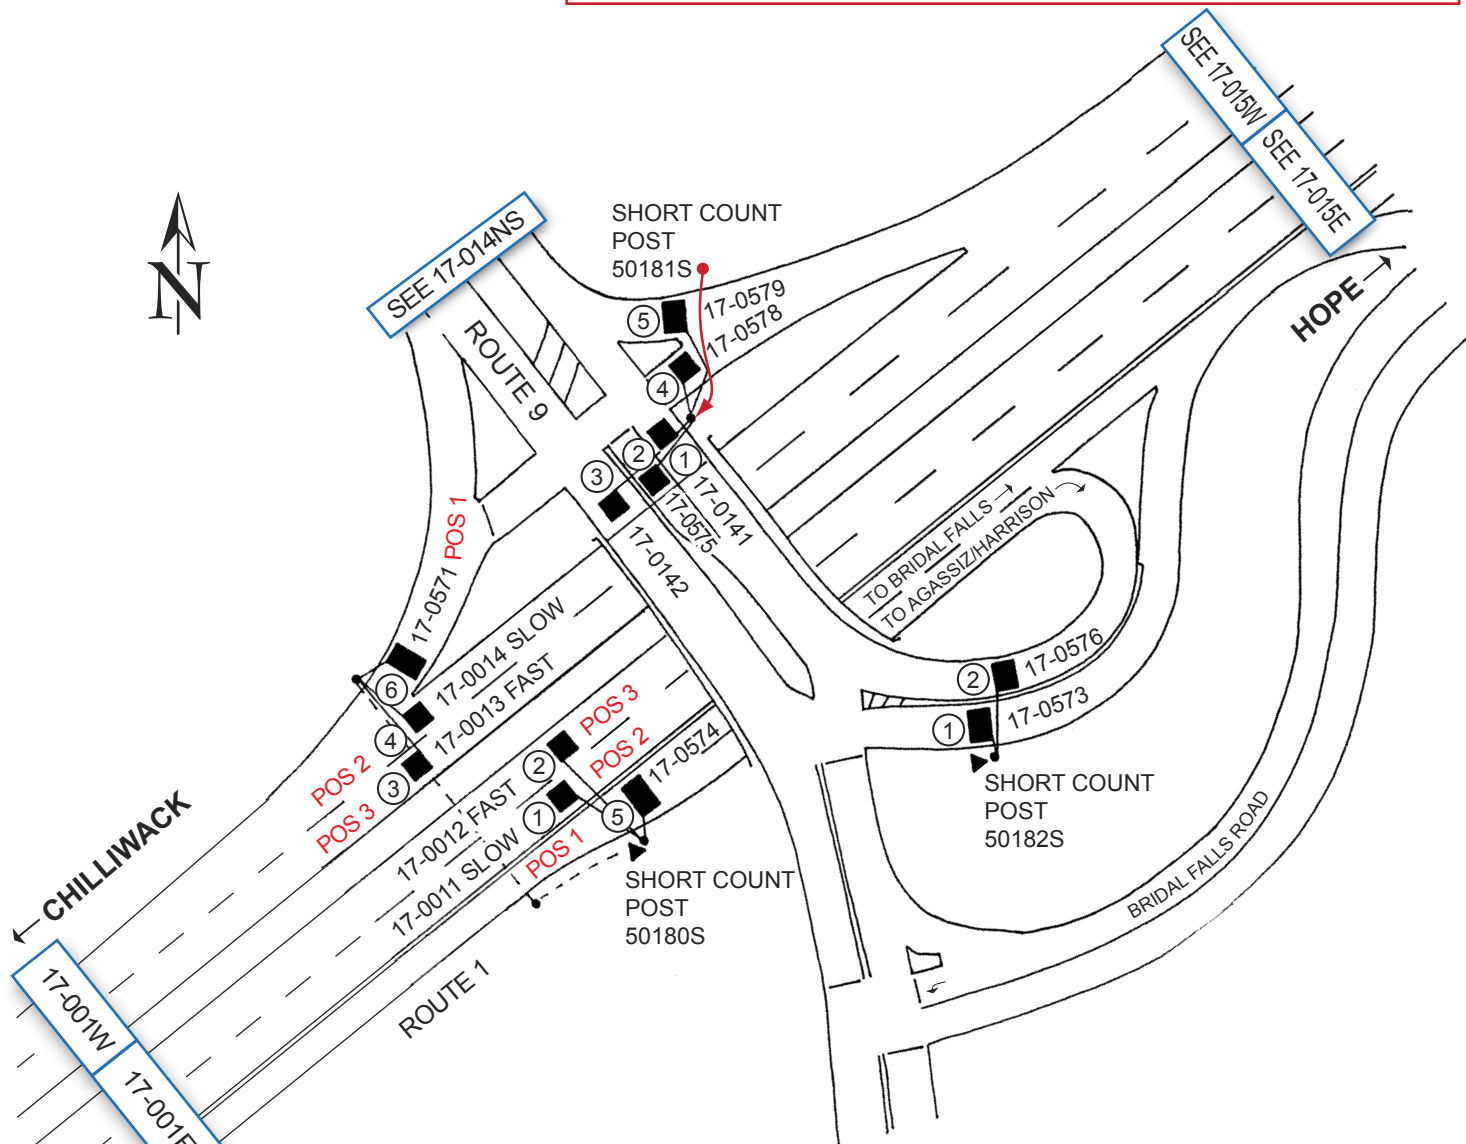 SEE 17-015W
SEE 17-015E
SEE 17-014NS
N
SHORT COUNT
POST
50181S
5
17-0579
17-0578
4
HOPE
ROUTE 9
2
1
3
17-0141
17-0575
17-0142
TO BRIDAL FALLS
TO AGASSIZ/HARRISON
17-0571 POS 1
17-0014 SLOW
17-0013 FAST
6
4
3
POS 2
POS 3
2
17-0576
1
17-0573
SHORT COUNT
POST
50182S
POS 3
POS 2
17-0574
2
1
5
17-0012 FAST
17-0011 SLOW
POS 1
SHORT COUNT
POST
50180S
BRIDAL FALLS ROAD
CHILLIWACK
ROUTE 1
17-001W
17-001E